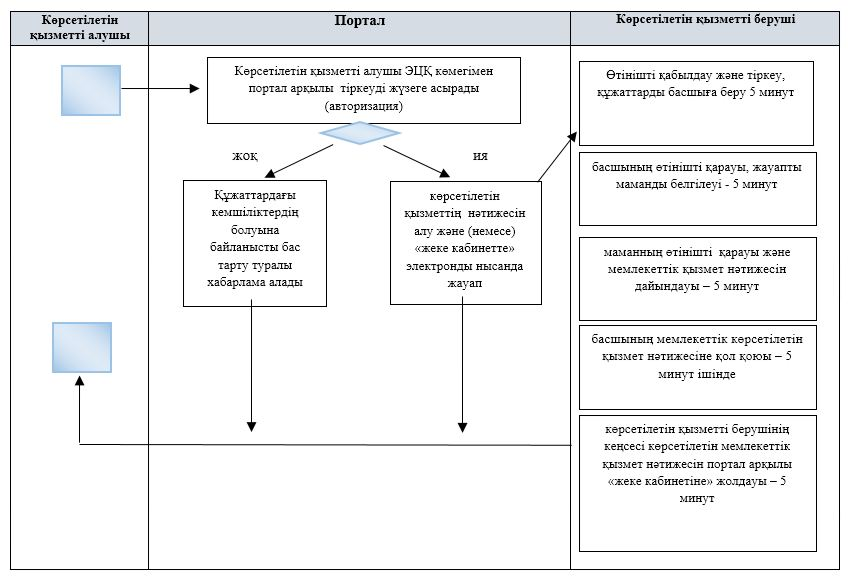 Көрсетілетін
қызметті алушы
Портал
Көрсетілетін қызметті беруші
Көрсетілетін қызметті алушы ЭЦҚ көмегімен
портал арқылы тіркеуді жүзеге асырады
(авторизация)
жоқ
ия
Құжаттардағы
кемшіліктердің
болуына
байланысты бас
тарту туралы
хабарлама алады
көрсетілетін
қызметтің нәтижесін
алу және (немесе)
«жеке кабинетте»
электронды нысанда
жауап
Өтінішті қабылдау және тіркеу,
құжаттарды басшыға беру 5 минут
басшының өтінішті қарауы, жауапты
маманды белгілеуі - 5 минут
маманның өтінішті қарауы және
мемлекеттік қызмет нәтижесін
дайындауы – 5 минут
басшының мемлекеттік көрсетілетін
қызмет нәтижесіне қол қоюы – 5
минут ішінде
көрсетілетін қызметті берушінің
кеңсесі көрсетілетін мемлекеттік
қызмет нәтижесін портал арқылы
«жеке кабинетіне» жолдауы – 5
минут